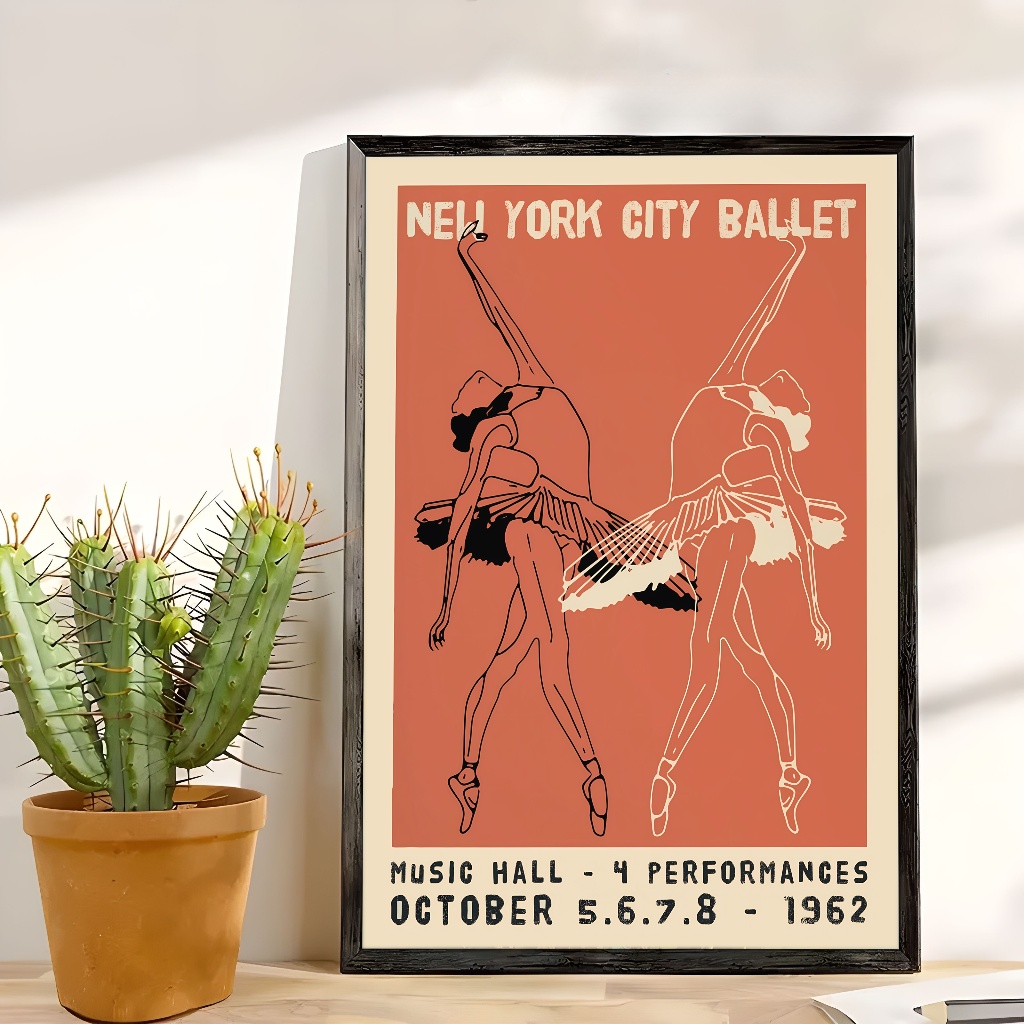 NEW YORK CITY BALLET
MUSIC HALL - 4 PERFORMANCES
OCTOBER 5.6.7.8 - 1962